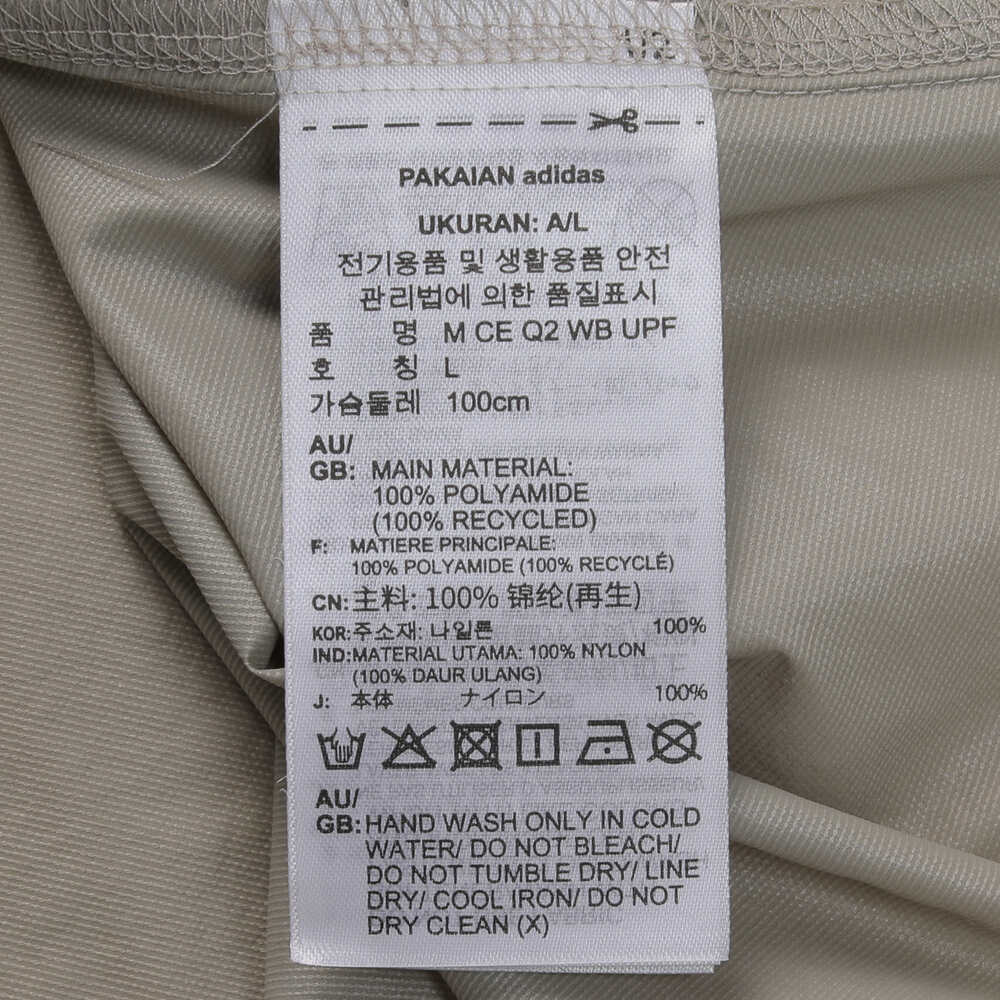 PAKAIAN adidas
UKURAN: A/L
전기용품 및 생활용품 안전
관리법에 의한 품질표시
품 명 M CE Q2 WB UPF
호 칭 L
가슴둘레 100cm
AU/
GB: MAIN MATERIAL:
100% POLYAMIDE
(100% RECYCLED)
F: MATIERE PRINCIPALE:
100% POLYAMIDE (100% RECYCLÉ)
CN: 主料: 100% 锦纶(再生)
KOR: 주소재: 나일론 100%
IND: MATERIAL UTAMA: 100% NYLON
(100% DAUR ULANG)
J: 本体 ナイロン 100%
AU/
GB: HAND WASH ONLY IN COLD
WATER/ DO NOT BLEACH/
DO NOT TUMBLE DRY/ LINE
DRY/ COOL IRON/ DO NOT
DRY CLEAN (X)